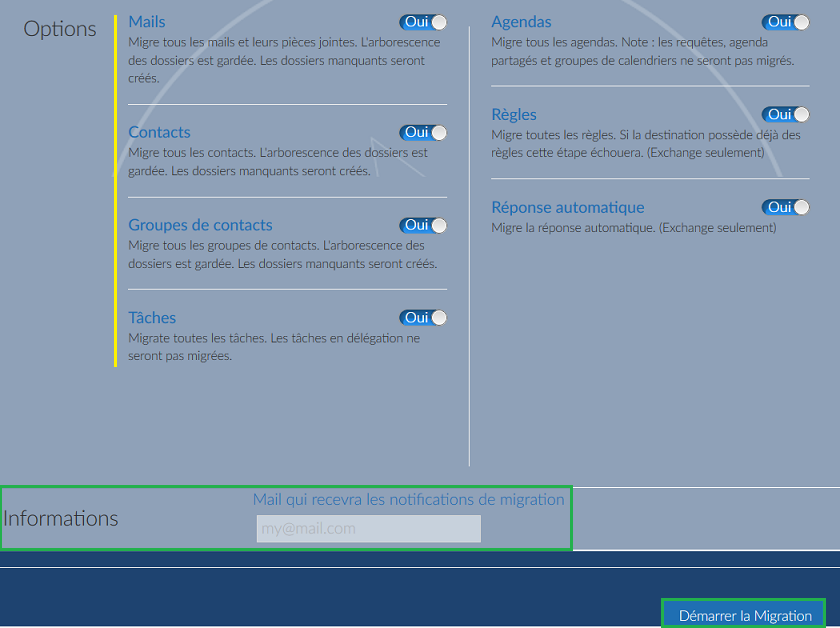 Options
Mails Oui
Migre tous les mails et leurs pièces jointes. L'arborescence
des dossiers est gardée. Les dossiers manquants seront
créés.
Contacts Oui
Migre tous les contacts. L'arborescence des dossiers est
gardée. Les dossiers manquants seront créés.
Groupes de contacts Oui
Migre tous les groupes de contacts. L'arborescence des
dossiers est gardée. Les dossiers manquants seront créés.
Tâches Oui
Migrate toutes les tâches. Les tâches en délégation ne
seront pas migrées.
Agendas Oui
Migre tous les agendas. Note : les requêtes, agenda
partagés et groupes de calendriers ne seront pas migrés.
Règles Oui
Migre toutes les règles. Si la destination possède déjà des
règles cette étape échouera. (Exchange seulement)
Réponse automatique Oui
Migre la réponse automatique. (Exchange seulement)
Informations
Mail qui recevra les notifications de migration
my@mail.com
Démarrer la Migration